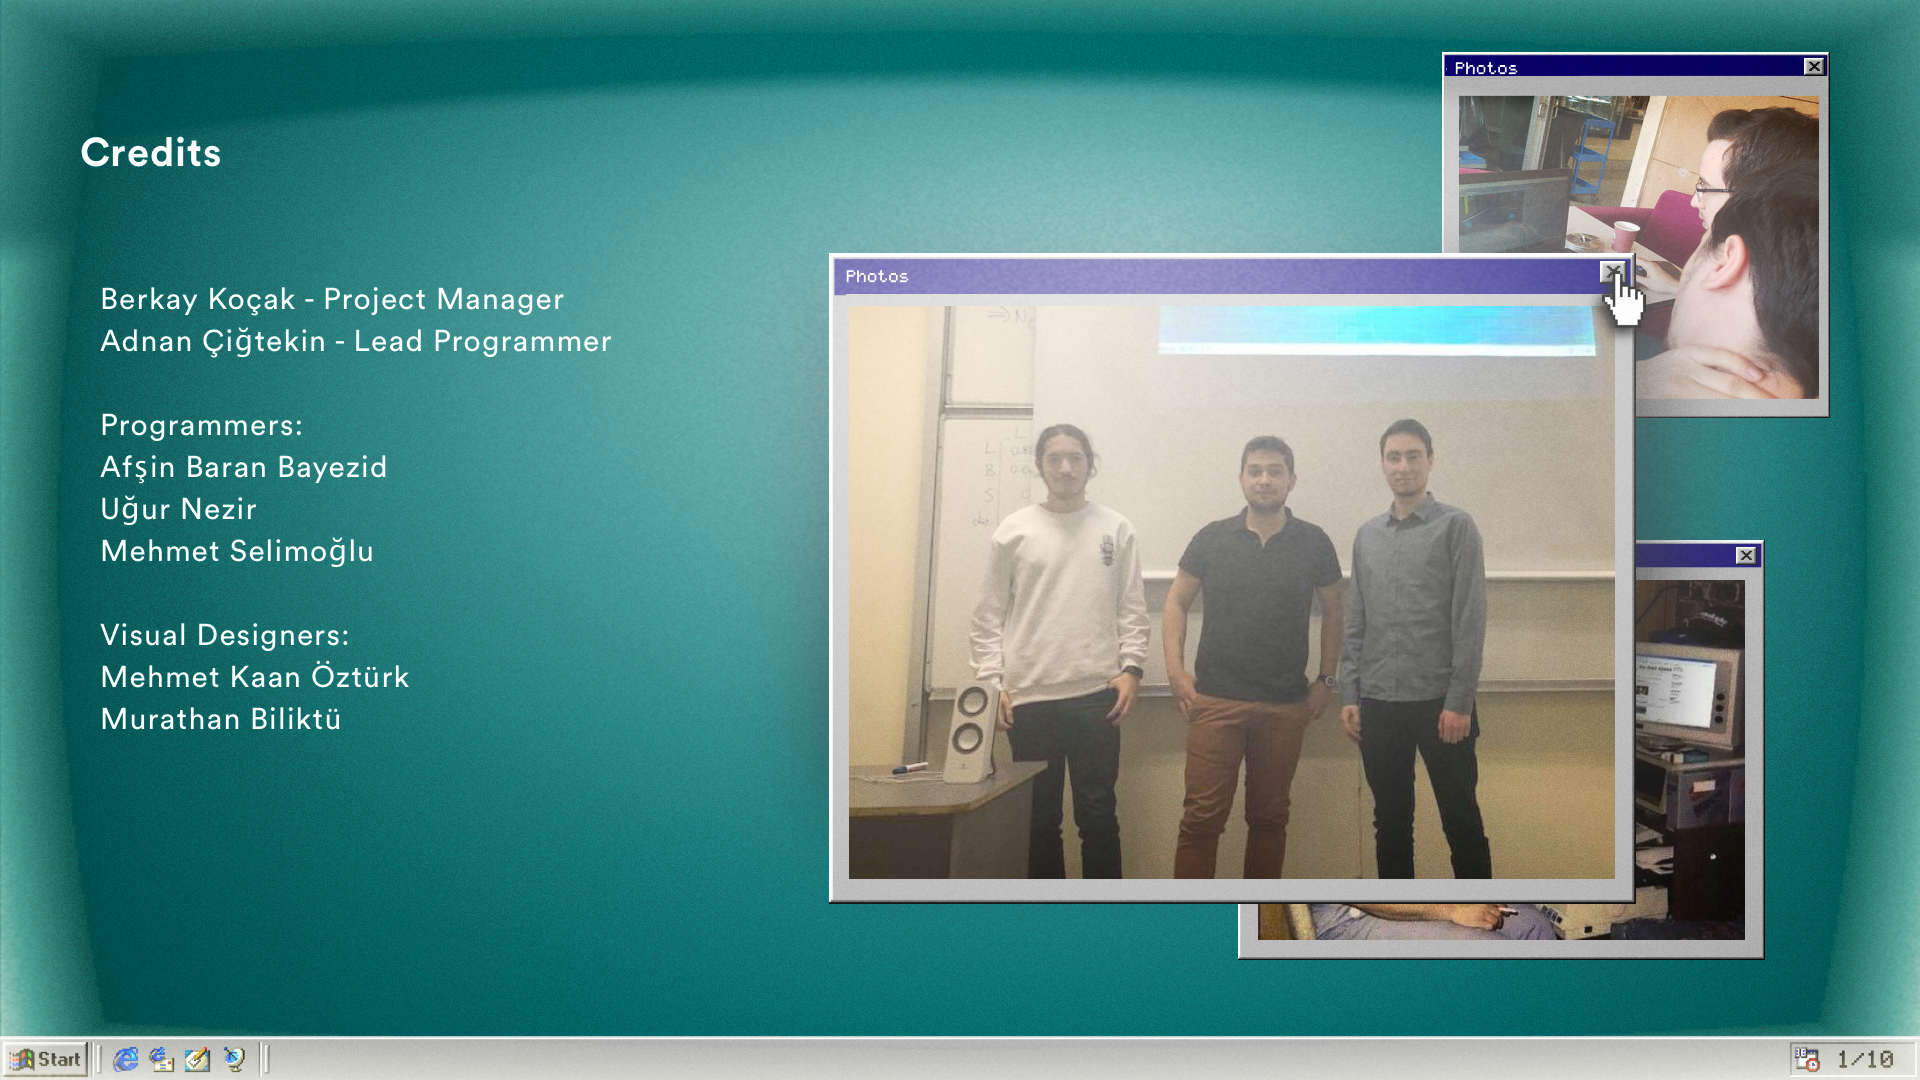 Credits
Berkay Koçak - Project Manager
Adnan Çiğtekin - Lead Programmer
Programmers:
Afşin Baran Bayezid
Uğur Nezir
Mehmet Selimoğlu
Visual Designers:
Mehmet Kaan Öztürk
Murathan Biliktü
Photos
Photos
Start
1/10